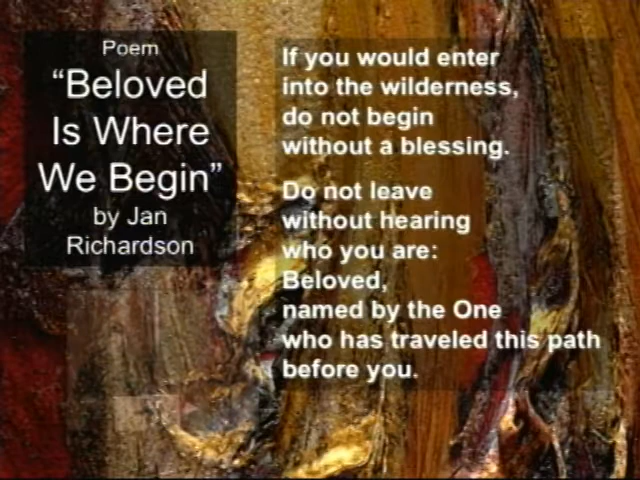 Poem
“Beloved
Is Where
We Begin”
by Jan
Richardson
If you would enter
into the wilderness,
do not begin
without a blessing.
Do not leave
without hearing
who you are:
Beloved,
named by the One
who has traveled this path
before you.